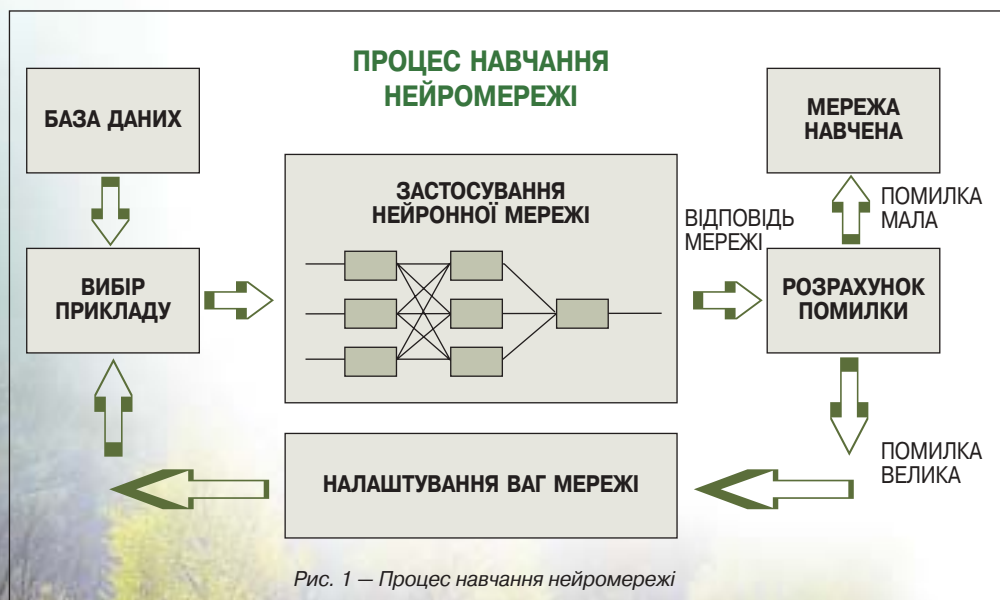 ПРОЦЕС НАВЧАННЯ
НЕЙРОМЕРЕЖІ
БАЗА ДАНИХ
ВИБІР
ПРИКЛАДУ
ЗАСТОСУВАННЯ
НЕЙРОННОЇ МЕРЕЖІ
ВІДПОВІДЬ
МЕРЕЖІ
РОЗРАХУНОК
ПОМИЛКИ
ПОМИЛКА
МАЛА
МЕРЕЖА
НАВЧЕНА
ПОМИЛКА
ВЕЛИКА
НАЛАШТУВАННЯ ВАГ МЕРЕЖІ
Рис. 1 — Процес навчання нейромережі